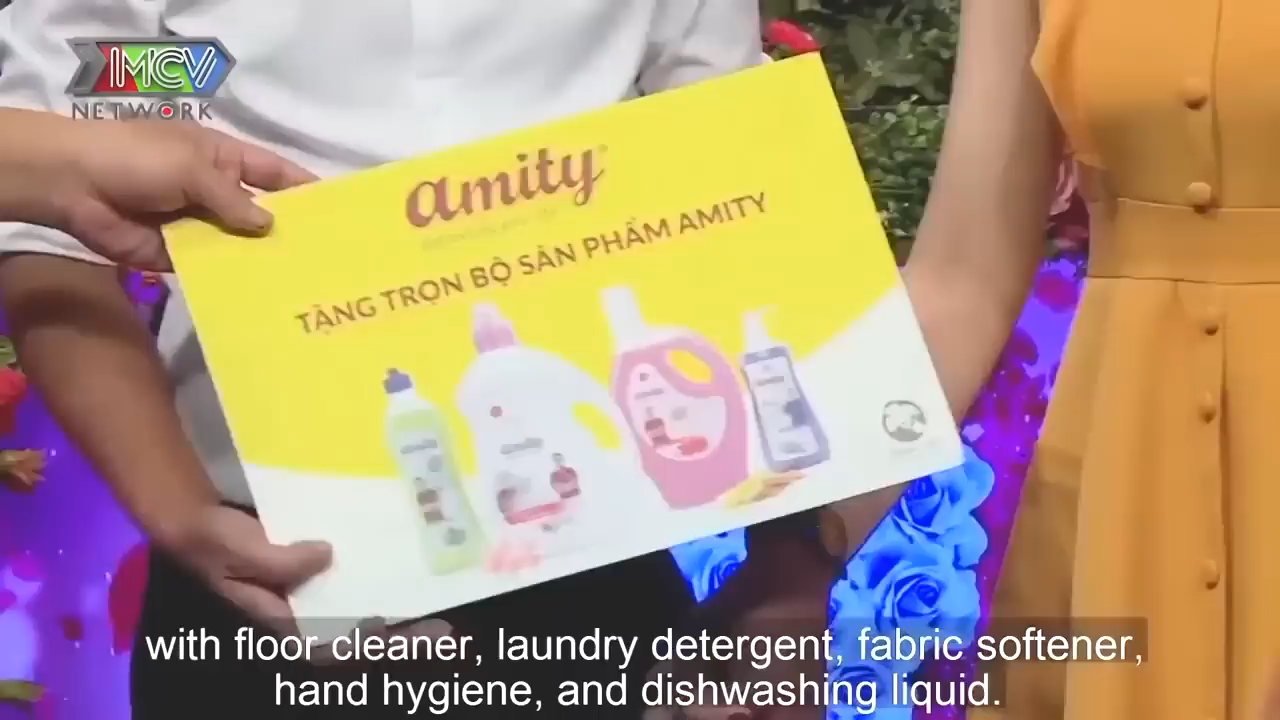 MCV
NETWORK
amity
TẶNG TRỌN BỘ SẢN PHẨM AMITY
with floor cleaner, laundry detergent, fabric softener,
hand hygiene, and dishwashing liquid.